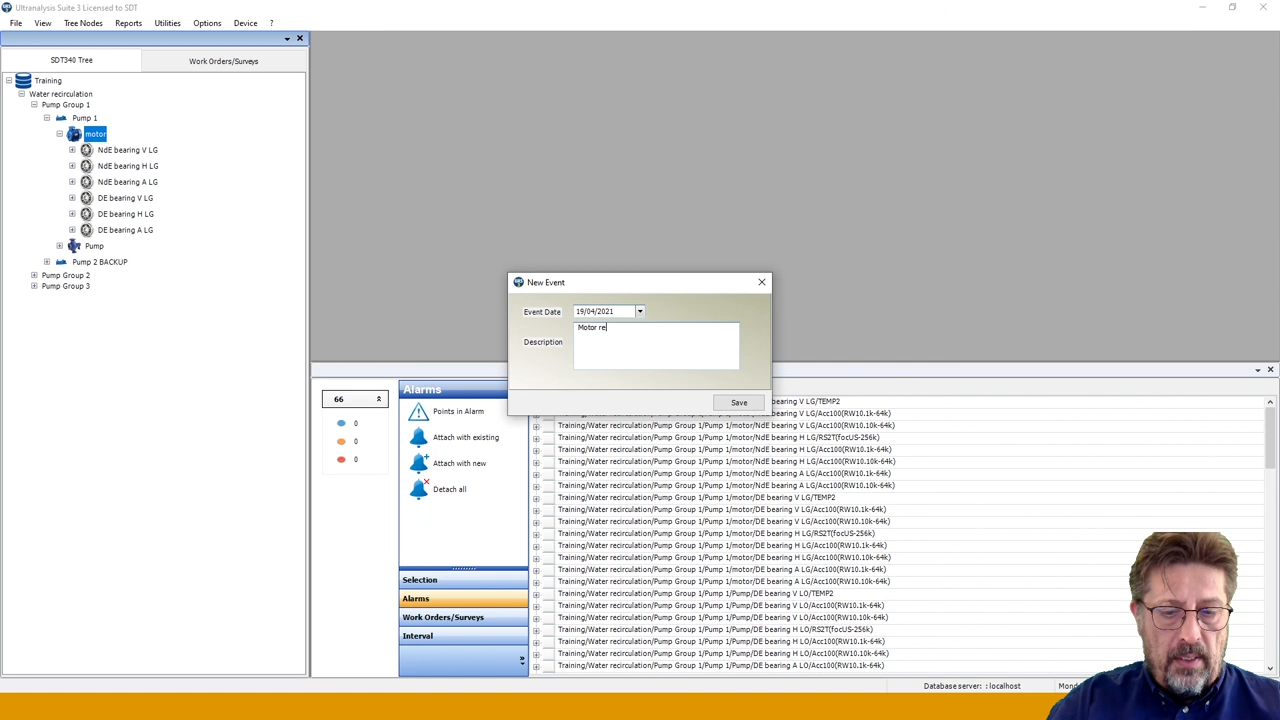 Ultranalysis Suite 3 Licensed to SDT
File View Tree Nodes Reports Utilities Options Device ?
SDT340 Tree
Work Orders/Surveys
Training
Water recirculation
Pump Group 1
Pump 1
motor
NdE bearing V LG
NdE bearing H LG
NdE bearing A LG
DE bearing V LG
DE bearing H LG
DE bearing A LG
Pump
Pump 2 BACKUP
Pump Group 2
Pump Group 3
New Event
Event Date
19/04/2021
Motor re
Description
Save
66
0
0
0
Alarms
Points in Alarm
Attach with existing
Attach with new
Detach all
Selection
Alarms
Work Orders/Surveys
Interval
bearing V LG/TEMP2
Training/Water recirculation/Pump Group 1/Pump 1/motor/NdE bearing V LG/Acc100(RW10.1k-64k)
Training/Water recirculation/Pump Group 1/Pump 1/motor/NdE bearing V LG/Acc100(RW10.10k-64k)
Training/Water recirculation/Pump Group 1/Pump 1/motor/NdE bearing H LG/RS2T(focUS-256k)
Training/Water recirculation/Pump Group 1/Pump 1/motor/NdE bearing H LG/Acc100(RW10.1k-64k)
Training/Water recirculation/Pump Group 1/Pump 1/motor/NdE bearing H LG/Acc100(RW10.10k-64k)
Training/Water recirculation/Pump Group 1/Pump 1/motor/NdE bearing A LG/Acc100(RW10.1k-64k)
Training/Water recirculation/Pump Group 1/Pump 1/motor/NdE bearing A LG/Acc100(RW10.10k-64k)
Training/Water recirculation/Pump Group 1/Pump 1/motor/DE bearing V LG/TEMP2
Training/Water recirculation/Pump Group 1/Pump 1/motor/DE bearing V LG/Acc100(RW10.1k-64k)
Training/Water recirculation/Pump Group 1/Pump 1/motor/DE bearing V LG/Acc100(RW10.10k-64k)
Training/Water recirculation/Pump Group 1/Pump 1/motor/DE bearing H LG/RS2T(focUS-256k)
Training/Water recirculation/Pump Group 1/Pump 1/motor/DE bearing H LG/Acc100(RW10.1k-64k)
Training/Water recirculation/Pump Group 1/Pump 1/motor/DE bearing H LG/Acc100(RW10.10k-64k)
Training/Water recirculation/Pump Group 1/Pump 1/motor/DE bearing A LG/Acc100(RW10.1k-64k)
Training/Water recirculation/Pump Group 1/Pump 1/motor/DE bearing A LG/Acc100(RW10.10k-64k)
Training/Water recirculation/Pump Group 1/Pump 1/Pump/DE bearing V LO/TEMP2
Training/Water recirculation/Pump Group 1/Pump 1/Pump/DE bearing V LO/Acc100(RW10.1k-64k)
Training/Water recirculation/Pump Group 1/Pump 1/Pump/DE bearing V LO/Acc100(RW10.10k-64k)
Training/Water recirculation/Pump Group 1/Pump 1/Pump/DE bearing H LO/RS2T(focUS-256k)
Training/Water recirculation/Pump Group 1/Pump 1/Pump/DE bearing H LO/Acc100(RW10.1k-64k)
Training/Water recirculation/Pump Group 1/Pump 1/Pump/DE bearing H LO/Acc100(RW10.10k-64k)
Training/Water recirculation/Pump Group 1/Pump 1/Pump/DE bearing A LO/Acc100(RW10.1k-64k)
Database server: : localhost
Mond